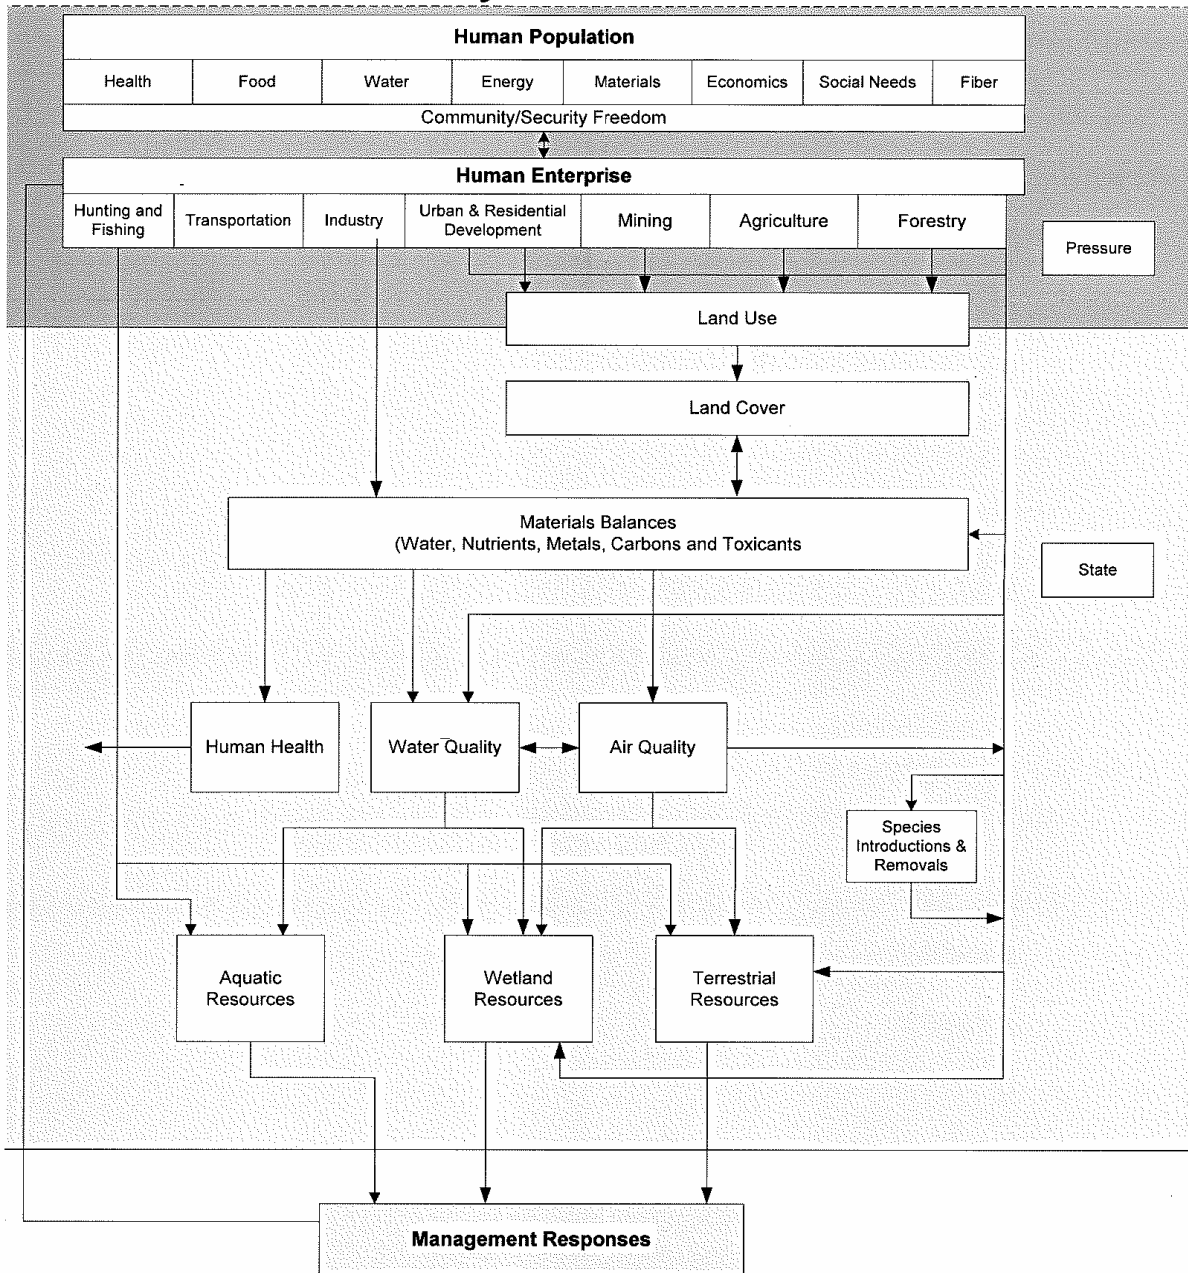 Human Population
Health
Food
Water
Energy
Materials
Economics
Social Needs
Fiber
Community/Security Freedom
Human Enterprise
Hunting and
Fishing
Transportation
Industry
Urban & Residential
Development
Mining
Agriculture
Forestry
Pressure
Land Use
Land Cover
Materials Balances
(Water, Nutrients, Metals, Carbons and Toxicants
State
Human Health
Water Quality
Air Quality
Species
Introductions &
Removals
Aquatic
Resources
Wetland
Resources
Terrestrial
Resources
Management Responses